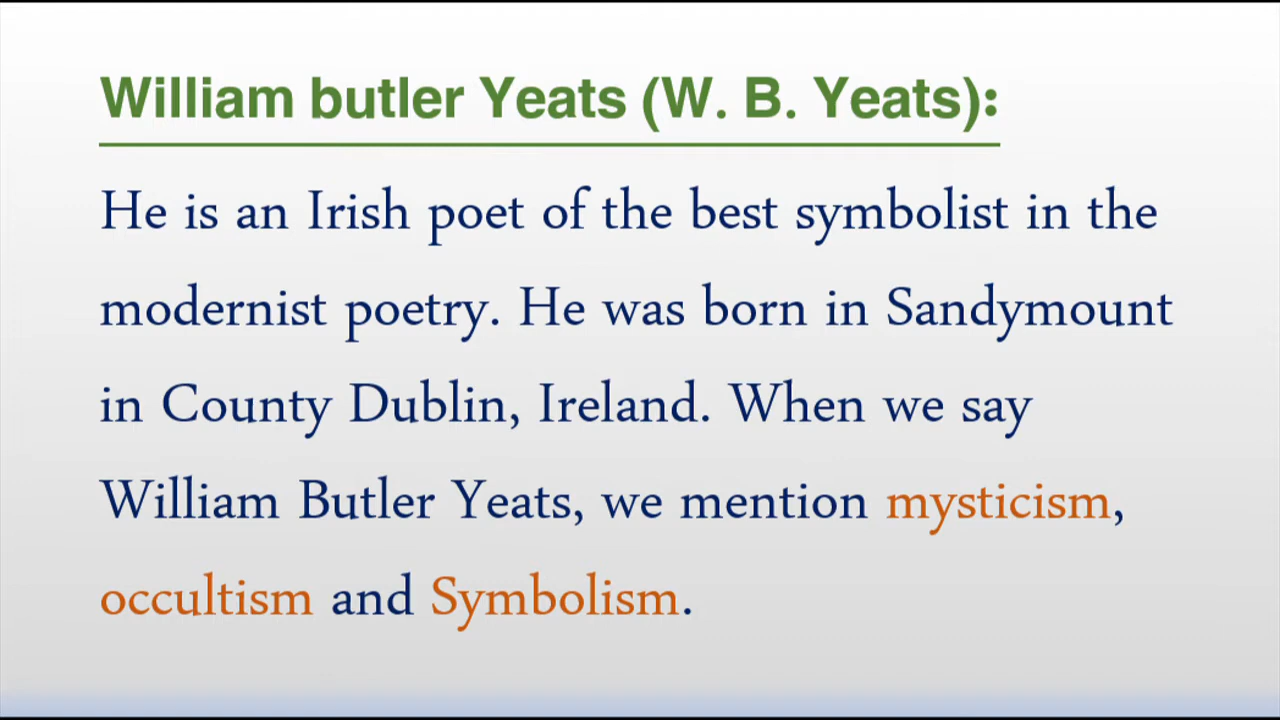 William butler Yeats (W. B. Yeats):
He is an Irish poet of the best symbolist in the
modernist poetry. He was born in Sandymount
in County Dublin, Ireland. When we say
William Butler Yeats, we mention mysticism,
occultism and Symbolism.